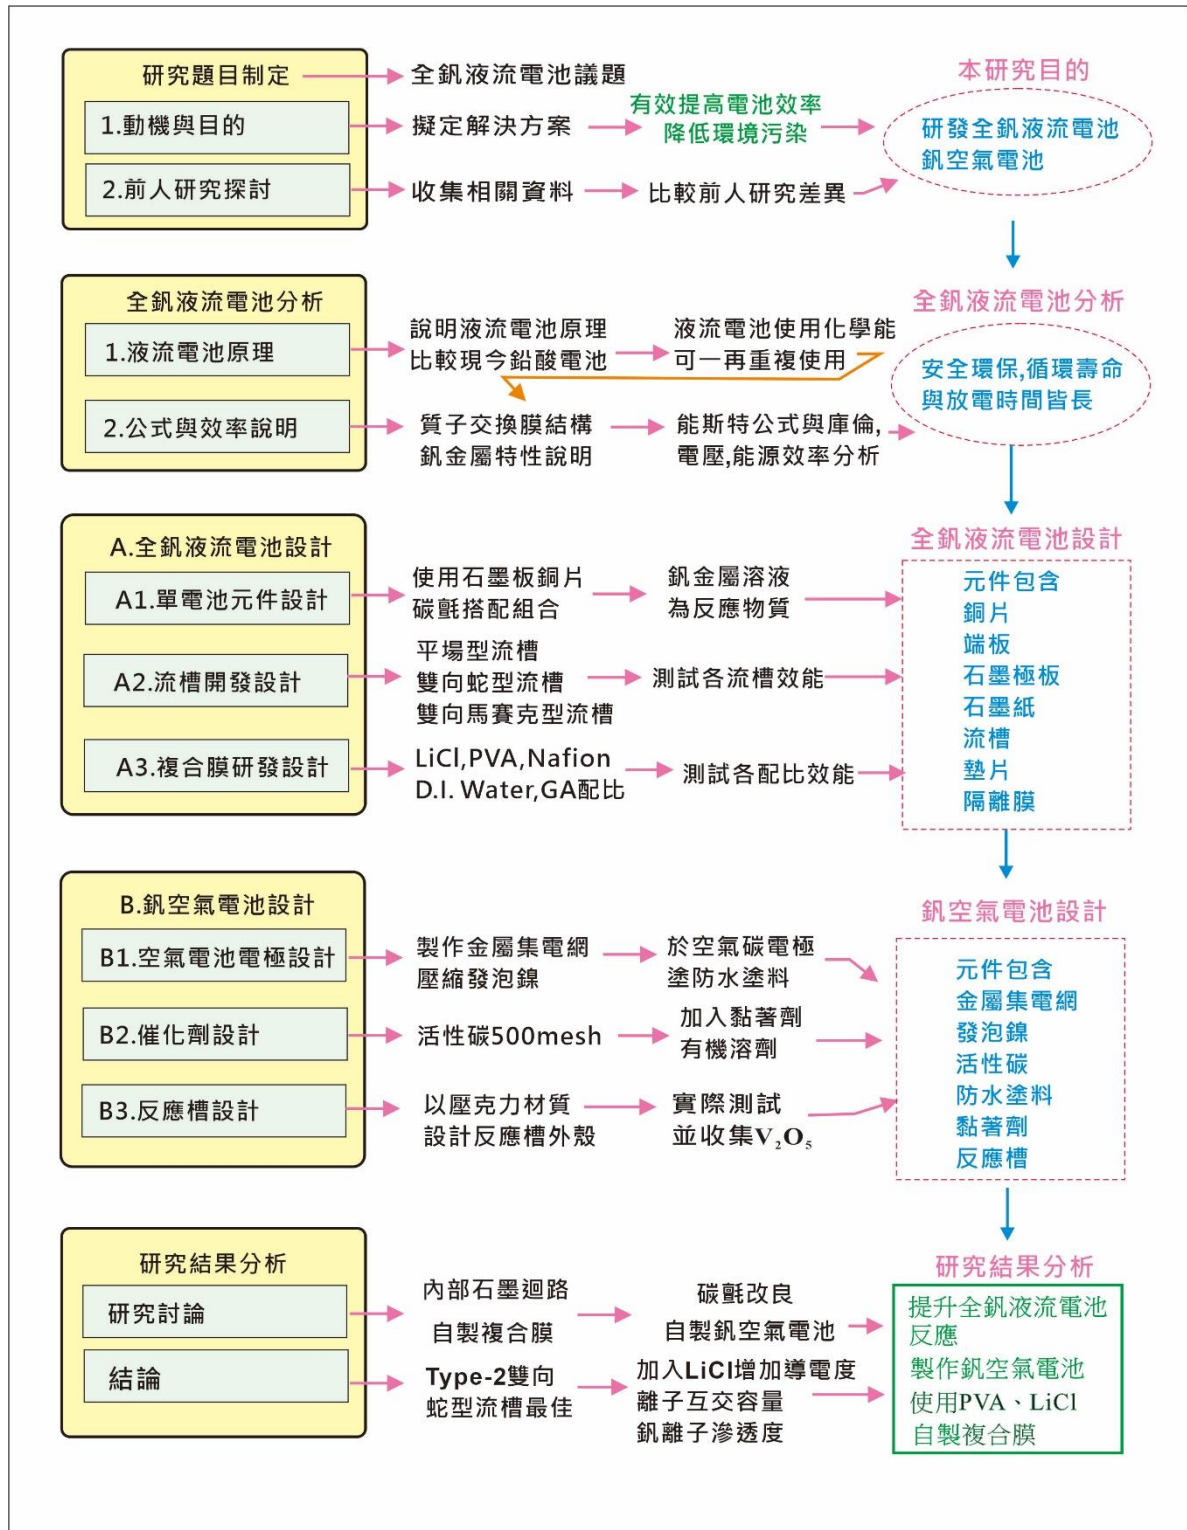 研究題目制定
全釩液流電池議題
本研究目的
1.動機與目的
擬定解決方案
有效提高電池效率
降低環境污染
研發全釩液流電池
釩空氣電池
2.前人研究探討
收集相關資料
比較前人研究差異
全釩液流電池分析
全釩液流電池分析
1.液流電池原理
說明液流電池原理
比較現今鉛酸電池
液流電池使用化學能
可一再重複使用
安全環保,循環壽命
與放電時間皆長
2.公式與效率說明
質子交換膜結構
釩金屬特性說明
能斯特公式與庫倫,
電壓,能源效率分析
A.全釩液流電池設計
全釩液流電池設計
A1.單電池元件設計
使用石墨板銅片
碳氈搭配組合
釩金屬溶液
為反應物質
A2.流槽開發設計
平場型流槽
雙向蛇型流槽
雙向馬賽克型流槽
測試各流槽效能
A3.複合膜研發設計
LiCl,PVA,Nafion
D.I. Water,GA配比
測試各配比效能
元件包含
銅片
端板
石墨極板
石墨紙
流槽
墊片
隔離膜
B.釩空氣電池設計
釩空氣電池設計
B1.空氣電池電極設計
製作金屬集電網
壓縮發泡鎳
於空氣碳電極
塗防水塗料
B2.催化劑設計
活性碳500mesh
加入黏著劑
有機溶劑
B3.反應槽設計
以壓克力材質
設計反應槽外殼
實際測試
並收集V₂O₅
元件包含
金屬集電網
發泡鎳
活性碳
防水塗料
黏著劑
反應槽
研究結果分析
研究結果分析
研究討論
內部石墨迴路
自製複合膜
碳氈改良
自製釩空氣電池
結論
Type-2雙向
蛇型流槽最佳
加入LiCl增加導電度
離子互交容量
釩離子滲透度
提升全釩液流電池
反應
製作釩空氣電池
使用PVA、LiCl
自製複合膜